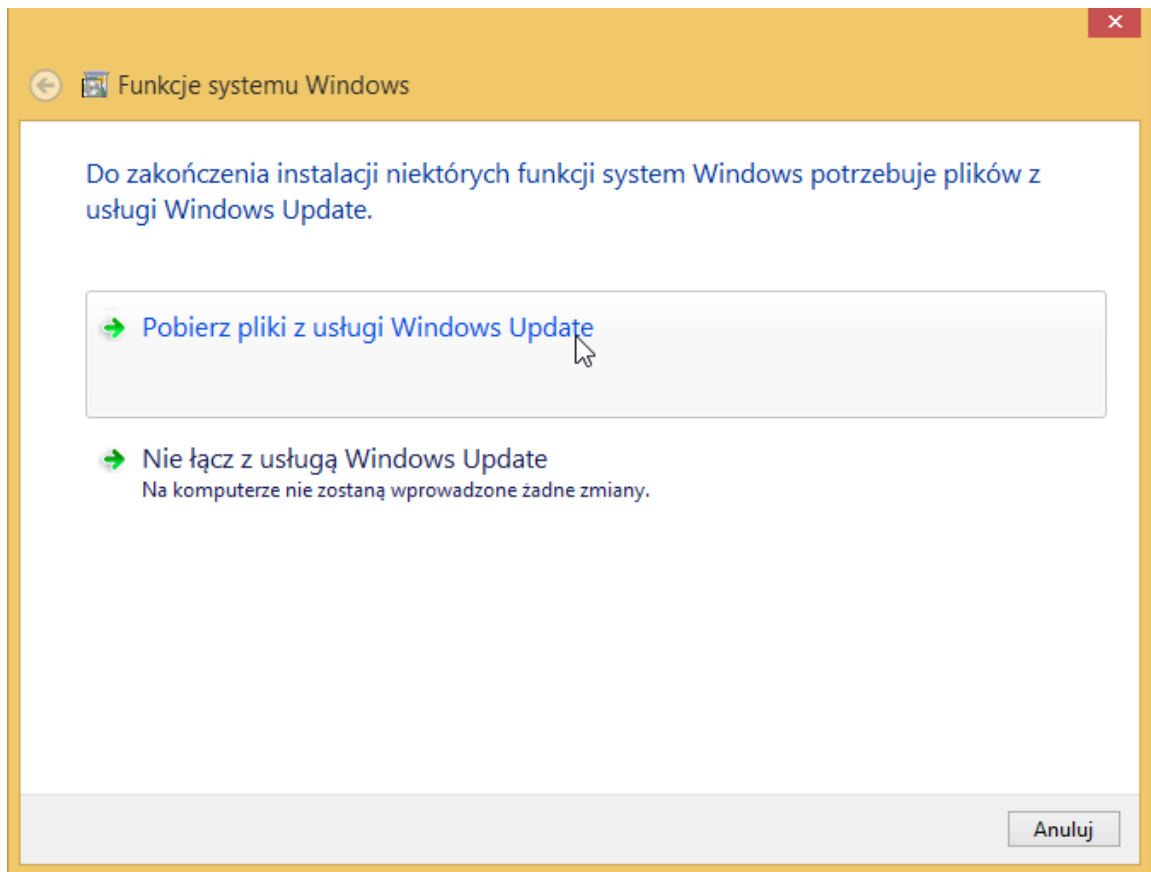 Funkcje systemu Windows
Do zakończenia instalacji niektórych funkcji system Windows potrzebuje plików z
usługi Windows Update.
Pobierz pliki z usługi Windows Update
Nie łącz z usługą Windows Update
Na komputerze nie zostaną wprowadzone żadne zmiany.
Anuluj